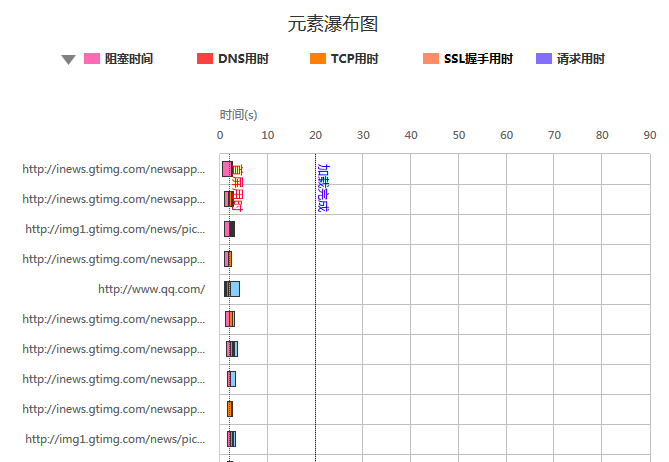 元素瀑布图
阻塞时间 DNS用时 TCP用时 SSL握手用时 请求用时
时间(s)
0 10 20 30 40 50 60 70 80 90
http://inews.gtimg.com/newsapp...
http://inews.gtimg.com/newsapp...
http://img1.gtimg.com/news/pic...
http://inews.gtimg.com/newsapp...
http://www.qq.com/
http://inews.gtimg.com/newsapp...
http://inews.gtimg.com/newsapp...
http://inews.gtimg.com/newsapp...
http://inews.gtimg.com/newsapp...
http://img1.gtimg.com/news/pic...
首屏用时
加载完成